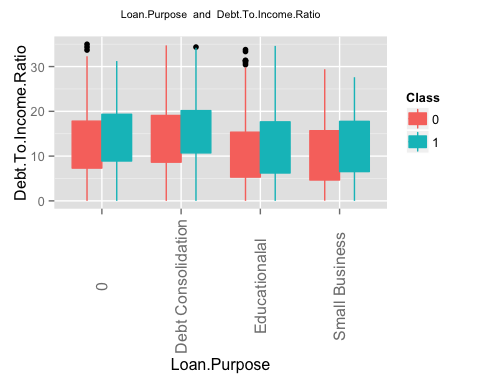 Loan.Purpose and Debt.To.Income.Ratio
Debt.To.Income.Ratio
30
20
10
0
0
Debt Consolidation
Educationalal
Small Business
Loan.Purpose
Class
0
1